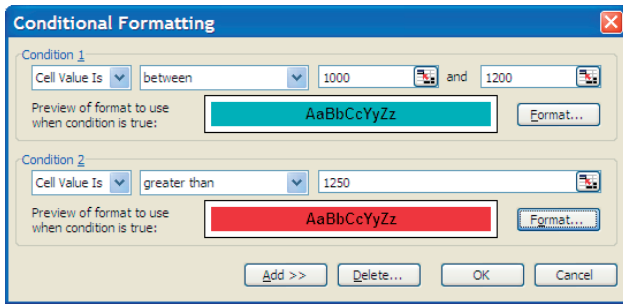 Conditional Formatting
Condition 1
Cell Value Is between 1000 and 1200
Preview of format to use
when condition is true:
AaBbCcYyZz
Format...
Condition 2
Cell Value Is greater than 1250
Preview of format to use
when condition is true:
AaBbCcYyZz
Format...
Add >> Delete... OK Cancel